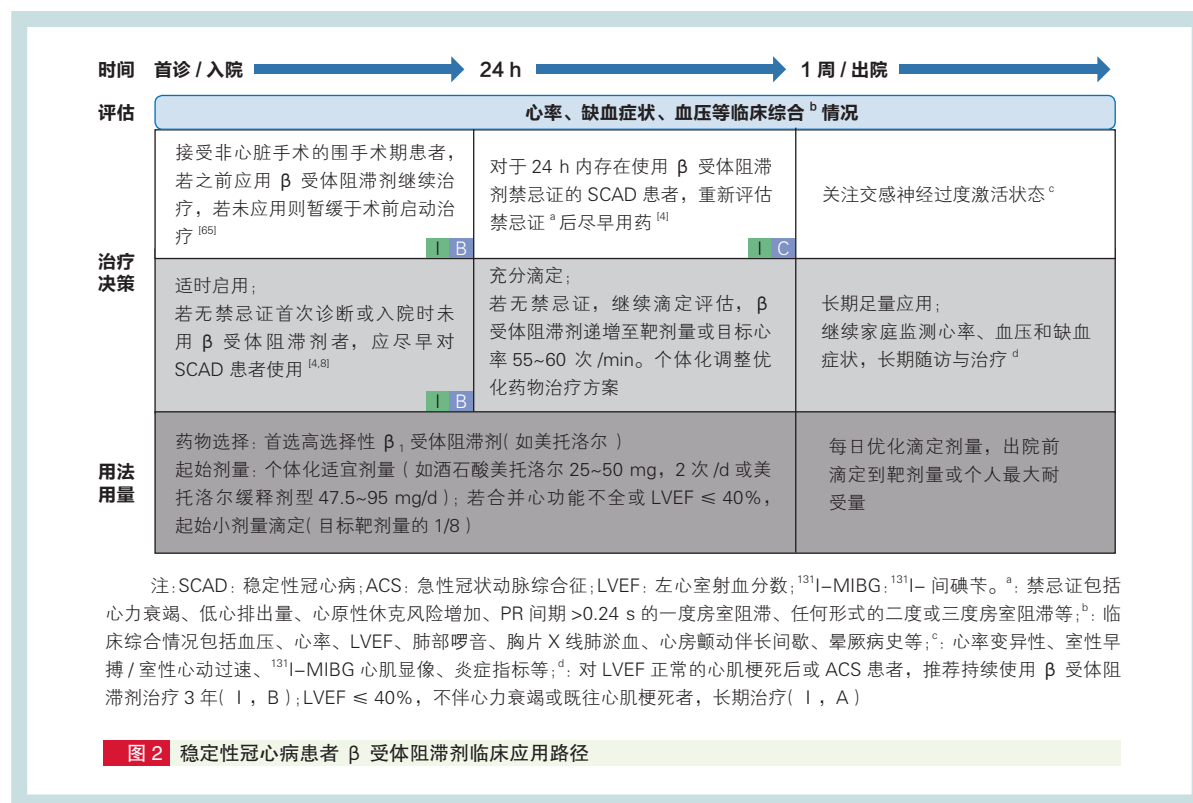 时间 首诊 / 入院 24 h 1 周 / 出院
评估 心率、缺血症状、血压等临床综合 b 情况
接受非心脏手术的围手术期患者，
若之前应用 β 受体阻滞剂继续治
疗，若未应用则暂缓于术前启动治
疗 [65]
I B
对于 24 h 内存在使用 β 受体阻滞
剂禁忌证的 SCAD 患者，重新评估
禁忌证 a 后尽早用药 [4]
I C
关注交感神经过度激活状态 c
治疗
决策
适时启用；
若无禁忌证首次诊断或入院时未
用 β 受体阻滞剂者，应尽早对
SCAD 患者使用 [4,8]
I B
充分滴定；
若无禁忌证，继续滴定评估，β
受体阻滞剂递增至靶剂量或目标心
率 55~60 次 /min。个体化调整优
化药物治疗方案
长期足量应用；
继续家庭监测心率、血压和缺血
症状，长期随访与治疗 d
用法
用量
药物选择：首选高选择性 β1 受体阻滞剂（如美托洛尔）
起始剂量：个体化适宜剂量（如酒石酸美托洛尔 25~50 mg，2 次 /d 或美
托洛尔缓释剂型 47.5~95 mg/d）；若合并心功能不全或 LVEF ≤ 40%，
起始小剂量滴定（目标靶剂量的 1/8）
每日优化滴定剂量，出院前
滴定到靶剂量或个人最大耐
受量
注：SCAD：稳定性冠心病；ACS：急性冠状动脉综合征；LVEF：左心室射血分数；131I-MIBG：131I- 间碘苄。a：禁忌证包括
心力衰竭、低心排出量、心原性休克风险增加、PR 间期 >0.24 s 的一度房室阻滞、任何形式的二度或三度房室阻滞等；b：临
床综合情况包括血压、心率、LVEF、肺部啰音、胸片 X 线肺淤血、心房颤动伴长间歇、晕厥病史等；c：心率变异性、室性早
搏 / 室性心动过速、131I-MIBG 心肌显像、炎症指标等；d：对 LVEF 正常的心肌梗死后或 ACS 患者，推荐持续使用 β 受体阻
滞剂治疗 3 年（Ⅰ，B）；LVEF ≤ 40%，不伴心力衰竭或既往心肌梗死者，长期治疗（Ⅰ，A）
图 2 稳定性冠心病患者 β 受体阻滞剂临床应用路径